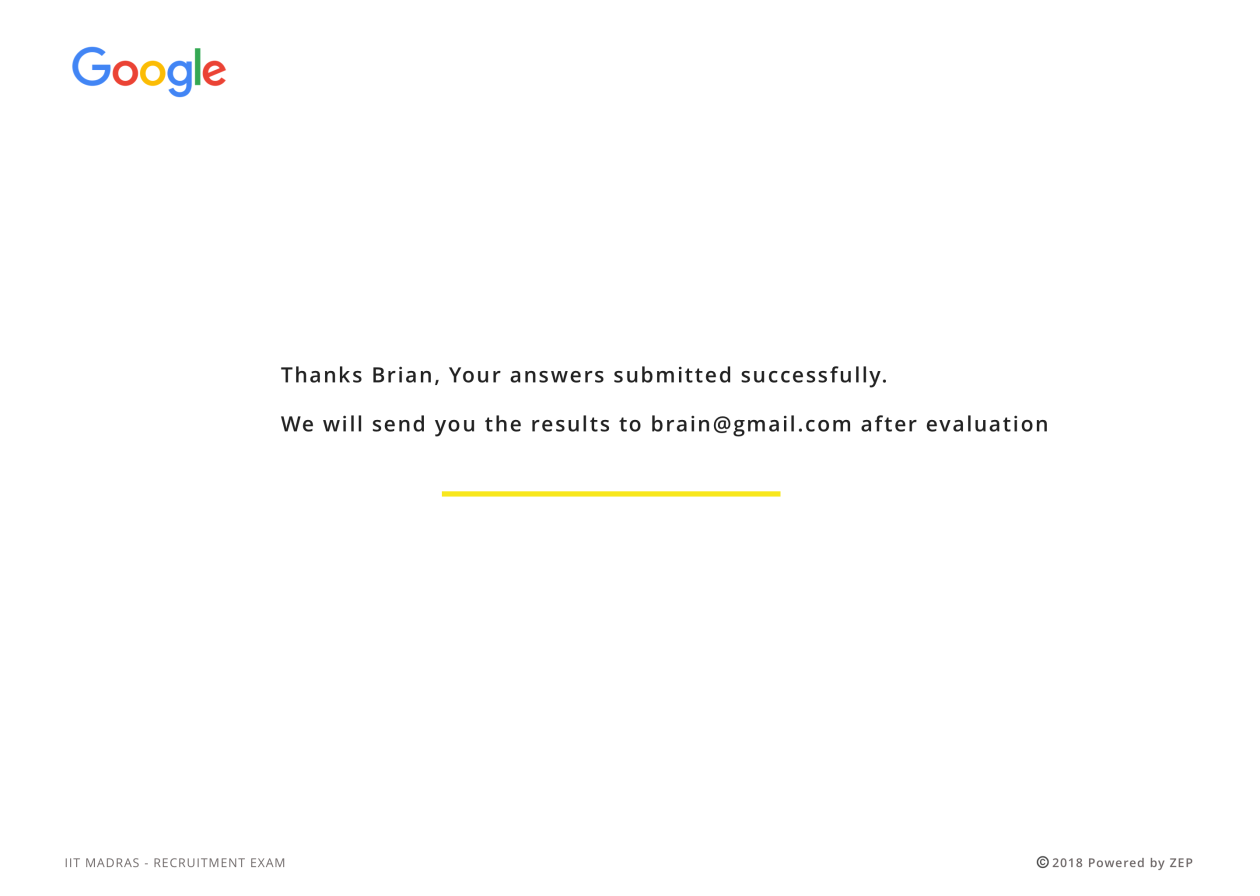 Google
Thanks Brian, Your answers submitted successfully.
We will send you the results to brain@gmail.com after evaluation
IIT MADRAS - RECRUITMENT EXAM
© 2018 Powered by ZEP